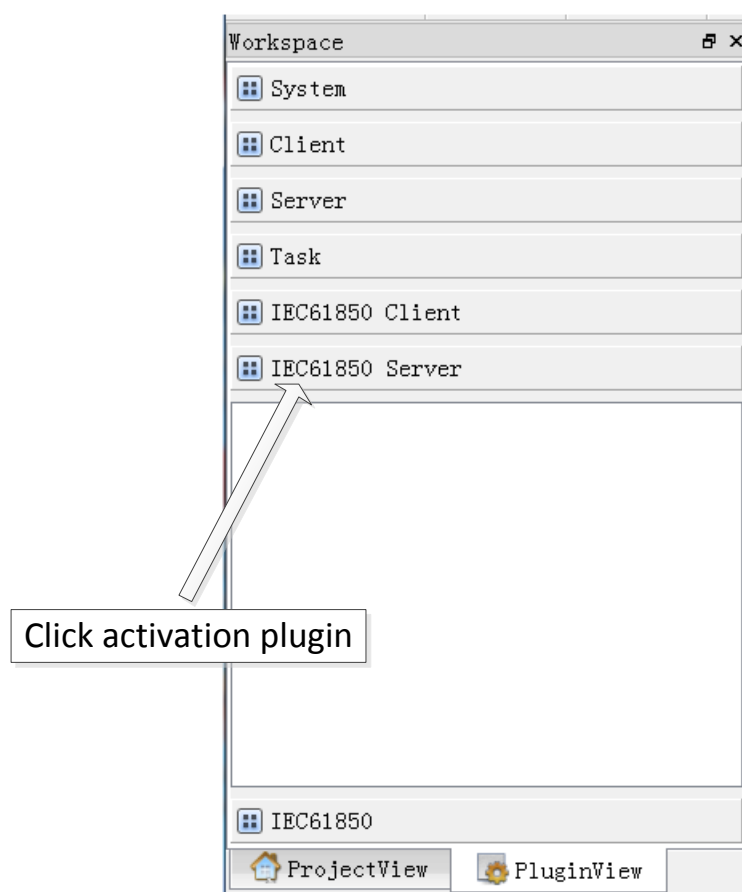 Workspace
System
Client
Server
Task
IEC61850 Client
IEC61850 Server
Click activation plugin
IEC61850
ProjectView PluginView